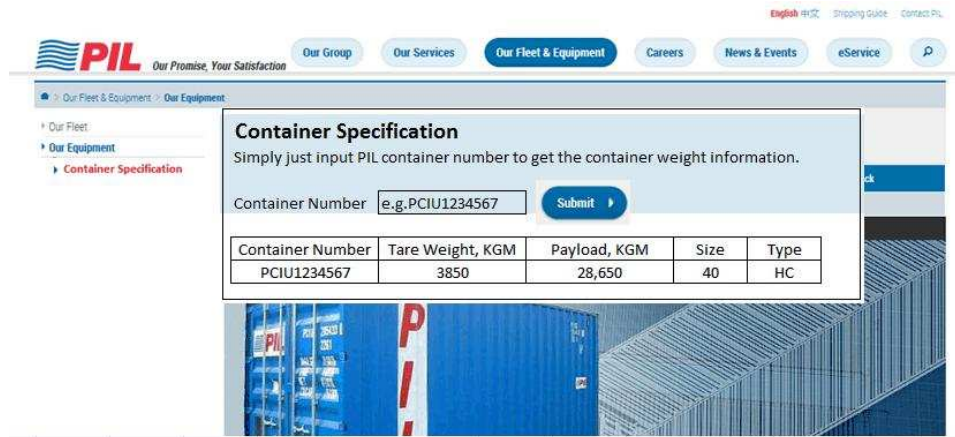 English 中文 Shipping Guide Contact PIL
PIL Our Promise, Your Satisfaction
Our Group Our Services Our Fleet & Equipment Careers News & Events eService
> Our Fleet & Equipment > Our Equipment
Our Fleet
Our Equipment
Container Specification
Container Specification
Simply just input PIL container number to get the container weight information.
Container Number e.g.PCIU1234567 Submit
Container Number Tare Weight, KGM Payload, KGM Size Type
PCIU1234567 3850 28,650 40 HC
PIL
PIL